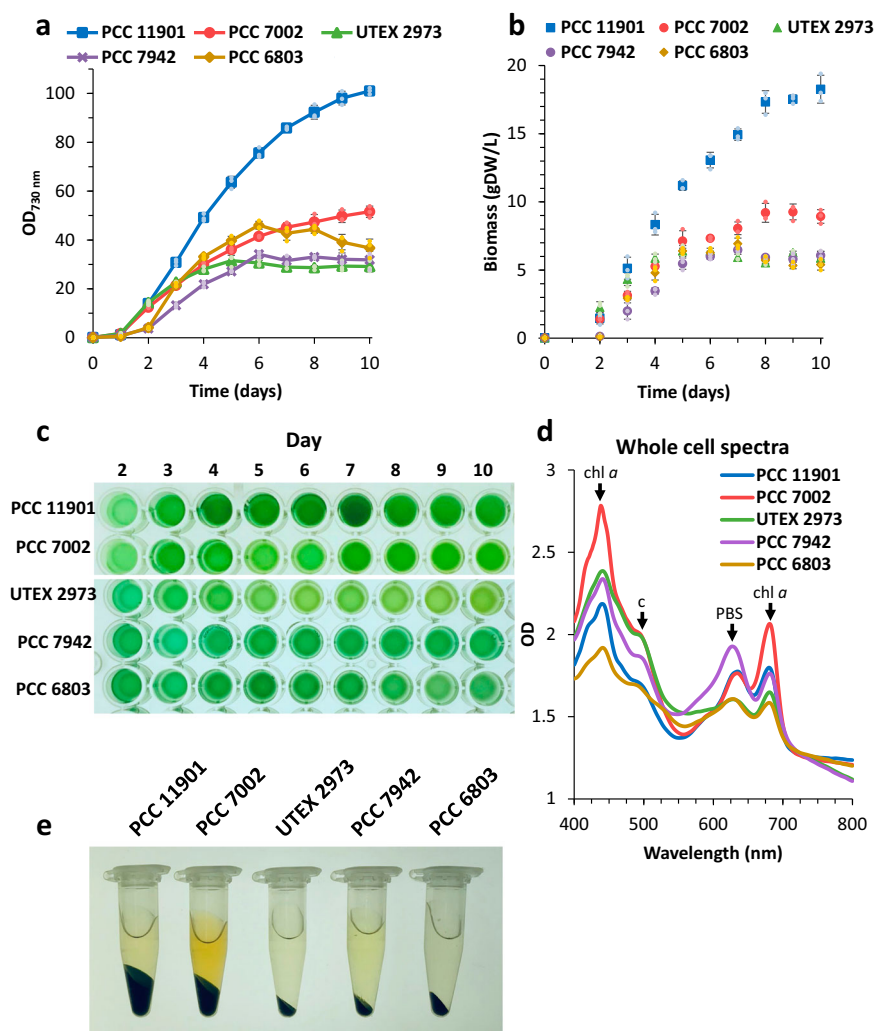 a
PCC 11901 PCC 7002 UTEX 2973
PCC 7942 PCC 6803
OD730 nm
100
80
60
40
20
0
0 2 4 6 8 10
Time (days)
b
PCC 11901 PCC 7002 UTEX 2973
PCC 7942 PCC 6803
Biomass (gDW/L)
20
15
10
5
0
0 2 4 6 8 10
Time (days)
c
Day
2 3 4 5 6 7 8 9 10
PCC 11901
PCC 7002
UTEX 2973
PCC 7942
PCC 6803
d
Whole cell spectra
PCC 11901
PCC 7002
UTEX 2973
PCC 7942
PCC 6803
chl a
c
PBS
chl a
OD
3
2.5
2
1.5
1
400 500 600 700 800
Wavelength (nm)
e
PCC 11901
PCC 7002
UTEX 2973
PCC 7942
PCC 6803